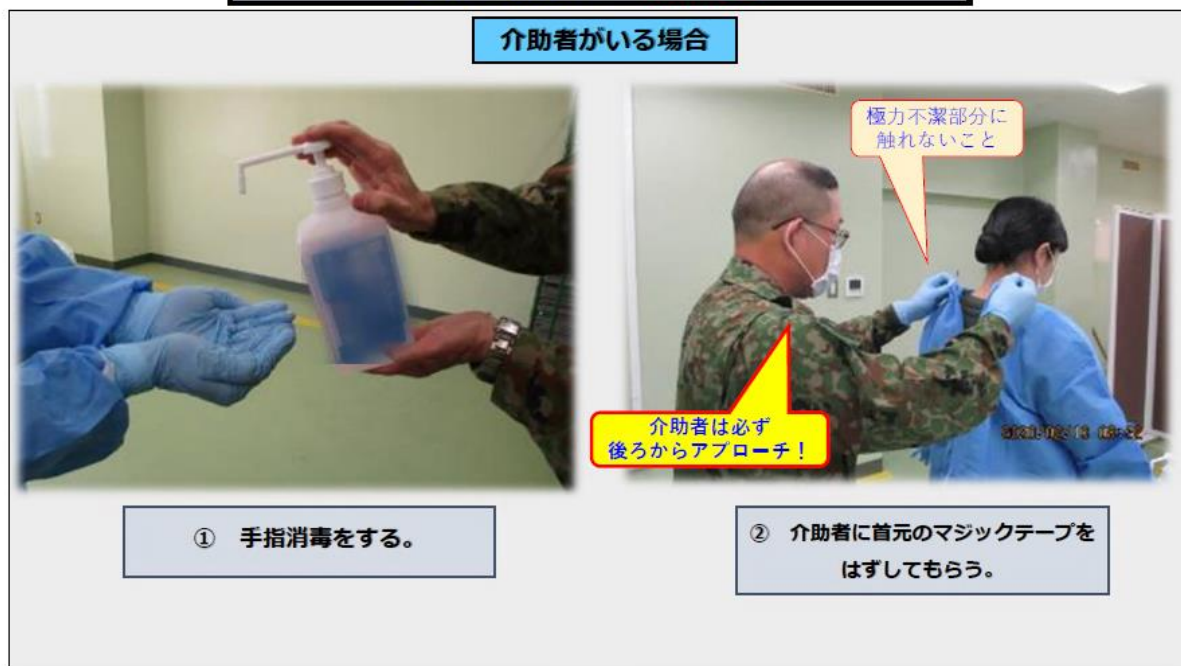 介助者がいる場合
極力不潔部分に
触れないこと
介助者は必ず
後ろからアプローチ！
① 手指消毒をする。
② 介助者に首元のマジックテープを
はずしてもらう。